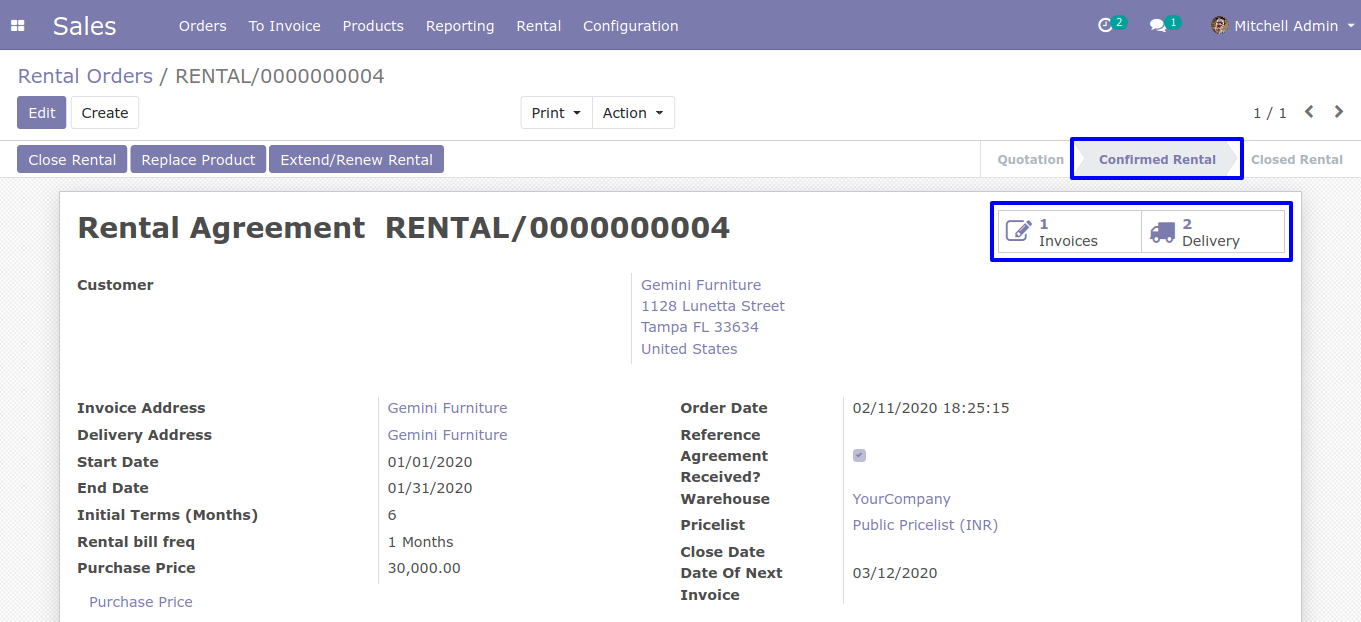 Sales Orders To Invoice Products Reporting Rental Configuration 2 1 Mitchell Admin
Rental Orders / RENTAL/0000000004
Edit Create Print Action 1 / 1
Close Rental Replace Product Extend/Renew Rental Quotation Confirmed Rental Closed Rental
Rental Agreement RENTAL/0000000004
1 Invoices
2 Delivery
Customer
Gemini Furniture
1128 Lunetta Street
Tampa FL 33634
United States
Invoice Address Gemini Furniture
Delivery Address Gemini Furniture
Start Date 01/01/2020
End Date 01/31/2020
Initial Terms (Months) 6
Rental bill freq 1 Months
Purchase Price 30,000.00
Purchase Price
Order Date 02/11/2020 18:25:15
Reference
Agreement
Received?
Warehouse YourCompany
Pricelist Public Pricelist (INR)
Close Date
Date Of Next 03/12/2020
Invoice